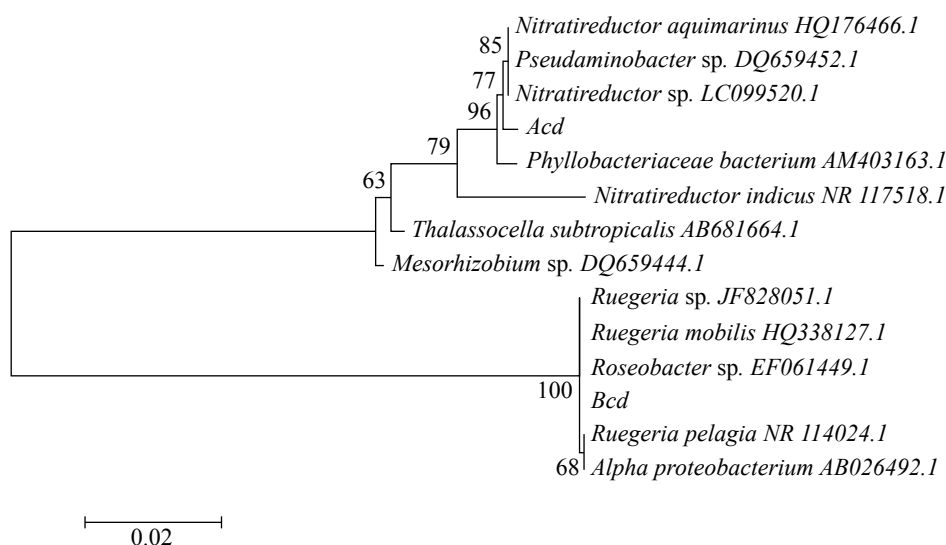 Nitratireductor aquimarinus HQ176466.1
85
Pseudaminobacter sp. DQ659452.1
77
Nitratireductor sp. LC099520.1
96
Acd
79
Phyllobacteriaceae bacterium AM403163.1
63
Nitratireductor indicus NR 117518.1
Thalassocella subtropicalis AB681664.1
Mesorhizobium sp. DQ659444.1
Ruegeria sp. JF828051.1
Ruegeria mobilis HQ338127.1
Roseobacter sp. EF061449.1
100
Bcd
Ruegeria pelagia NR 114024.1
68
Alpha proteobacterium AB026492.1
0.02